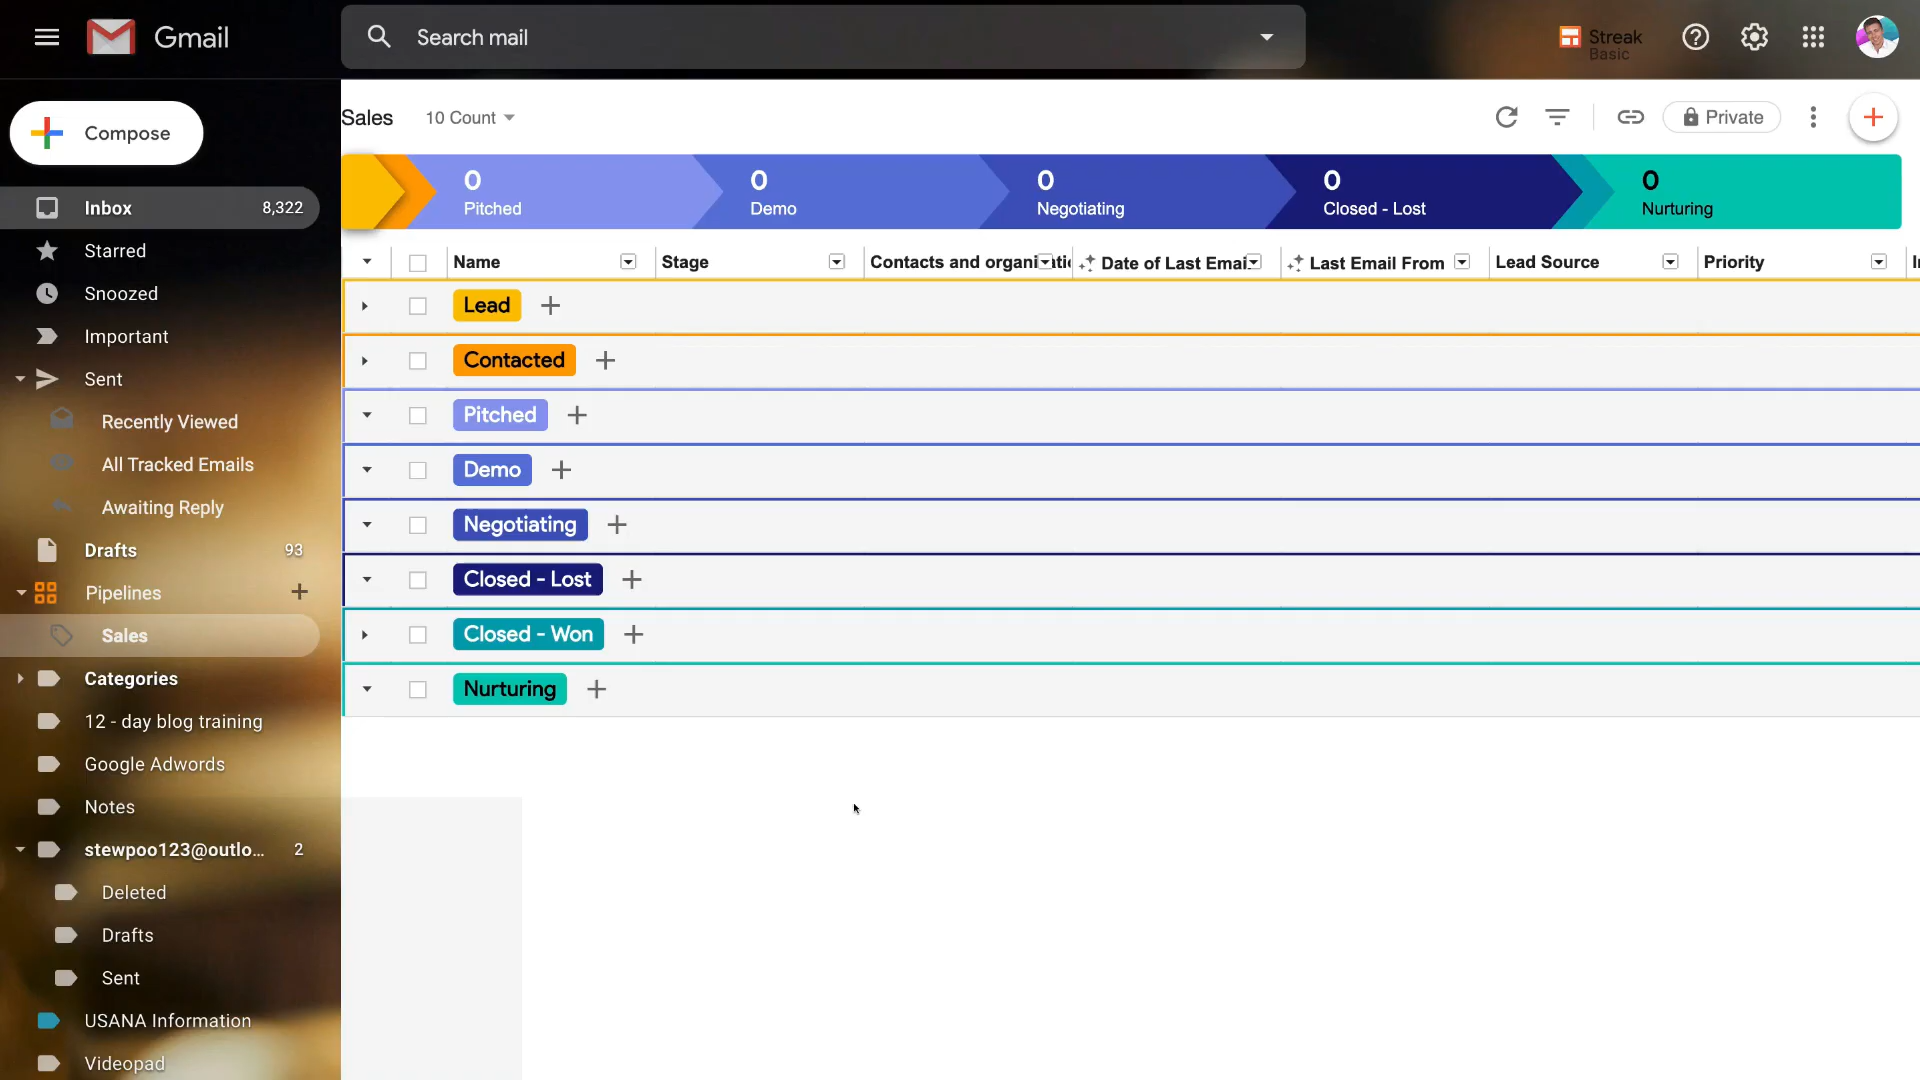 Gmail
Search mail
Streak
Basic
Compose
Inbox 8,322
Starred
Snoozed
Important
Sent
Recently Viewed
All Tracked Emails
Awaiting Reply
Drafts 93
Pipelines
Sales
Categories
12 - day blog training
Google Adwords
Notes
stewpoo123@outlo... 2
Deleted
Drafts
Sent
USANA Information
Videopad
Sales 10 Count
Private
0 0 0 0 0
Pitched Demo Negotiating Closed - Lost Nurturing
Name Stage Contacts and organi Date of Last Emai Last Email From Lead Source Priority
Lead
Contacted
Pitched
Demo
Negotiating
Closed - Lost
Closed - Won
Nurturing